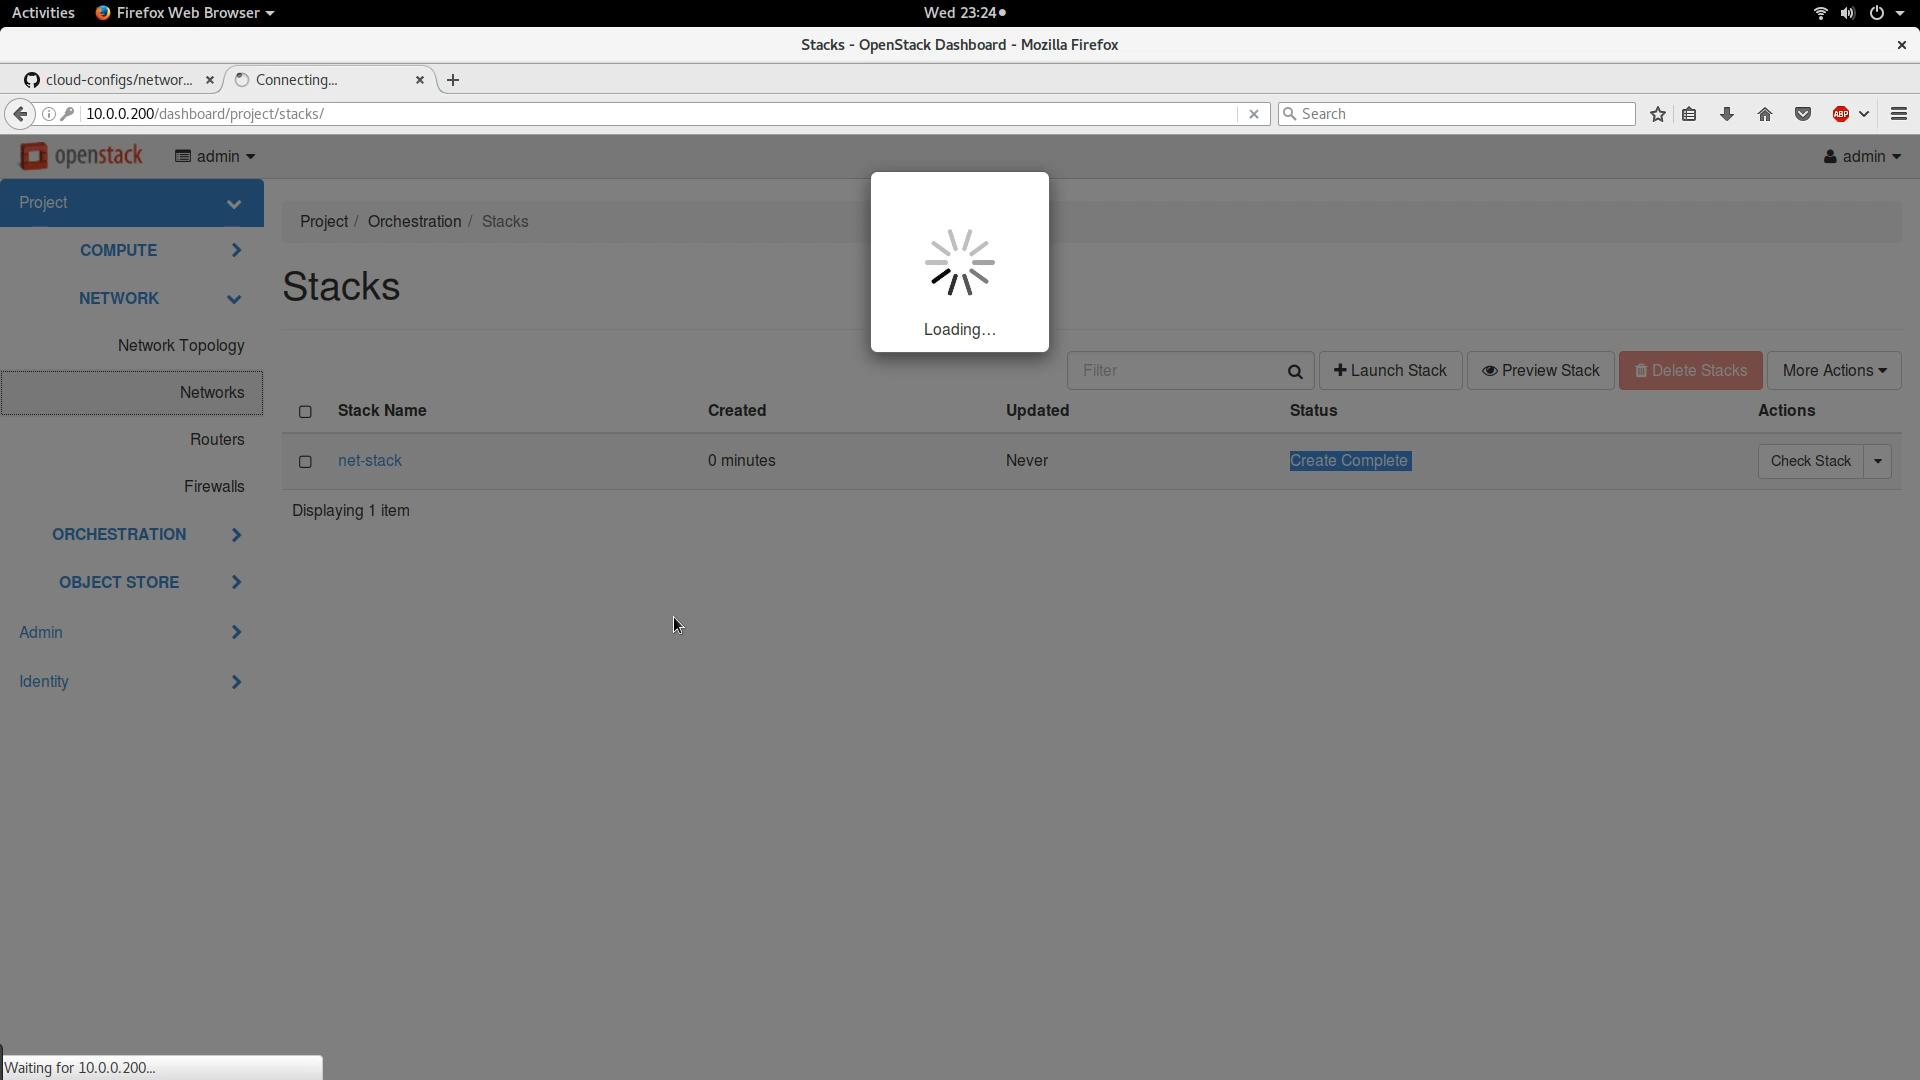 Activities Firefox Web Browser Wed 23:24
Stacks - OpenStack Dashboard - Mozilla Firefox
cloud-configs/networ... Connecting...
10.0.0.200/dashboard/project/stacks/ Search ABP
openstack admin admin
Project
Project / Orchestration / Stacks
COMPUTE
Stacks
NETWORK
Loading...
Network Topology
Filter Launch Stack Preview Stack Delete Stacks More Actions
Networks
Stack Name Created Updated Status Actions
Routers
net-stack 0 minutes Never Create Complete Check Stack
Firewalls
Displaying 1 item
ORCHESTRATION
OBJECT STORE
Admin
Identity
Waiting for 10.0.0.200...